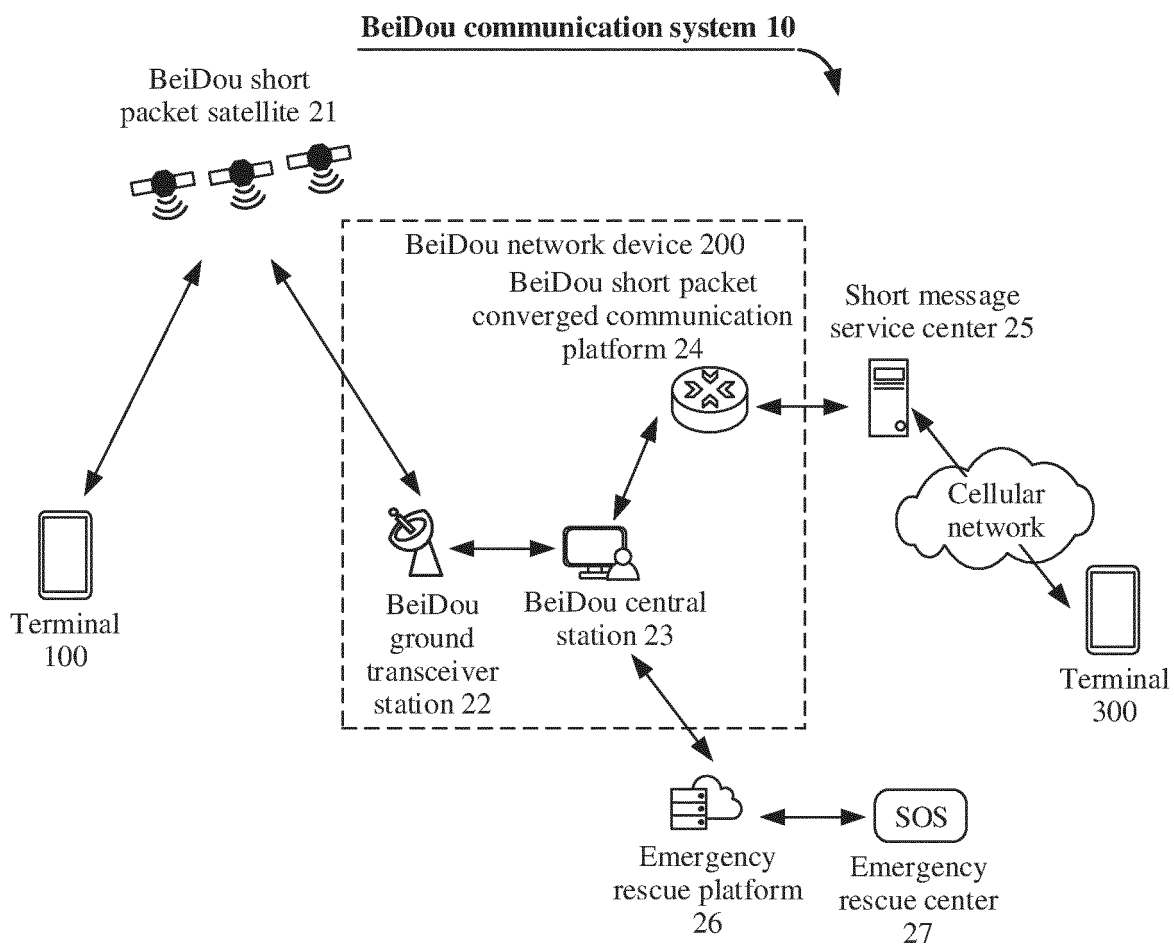 BeiDou communication system 10
BeiDou short
packet satellite 21
BeiDou network device 200
BeiDou short packet
converged communication
platform 24
Short message
service center 25
Cellular
network
Terminal
100
BeiDou
ground
transceiver
station 22
BeiDou central
station 23
Terminal
300
SOS
Emergency
rescue platform
26
Emergency
rescue center
27